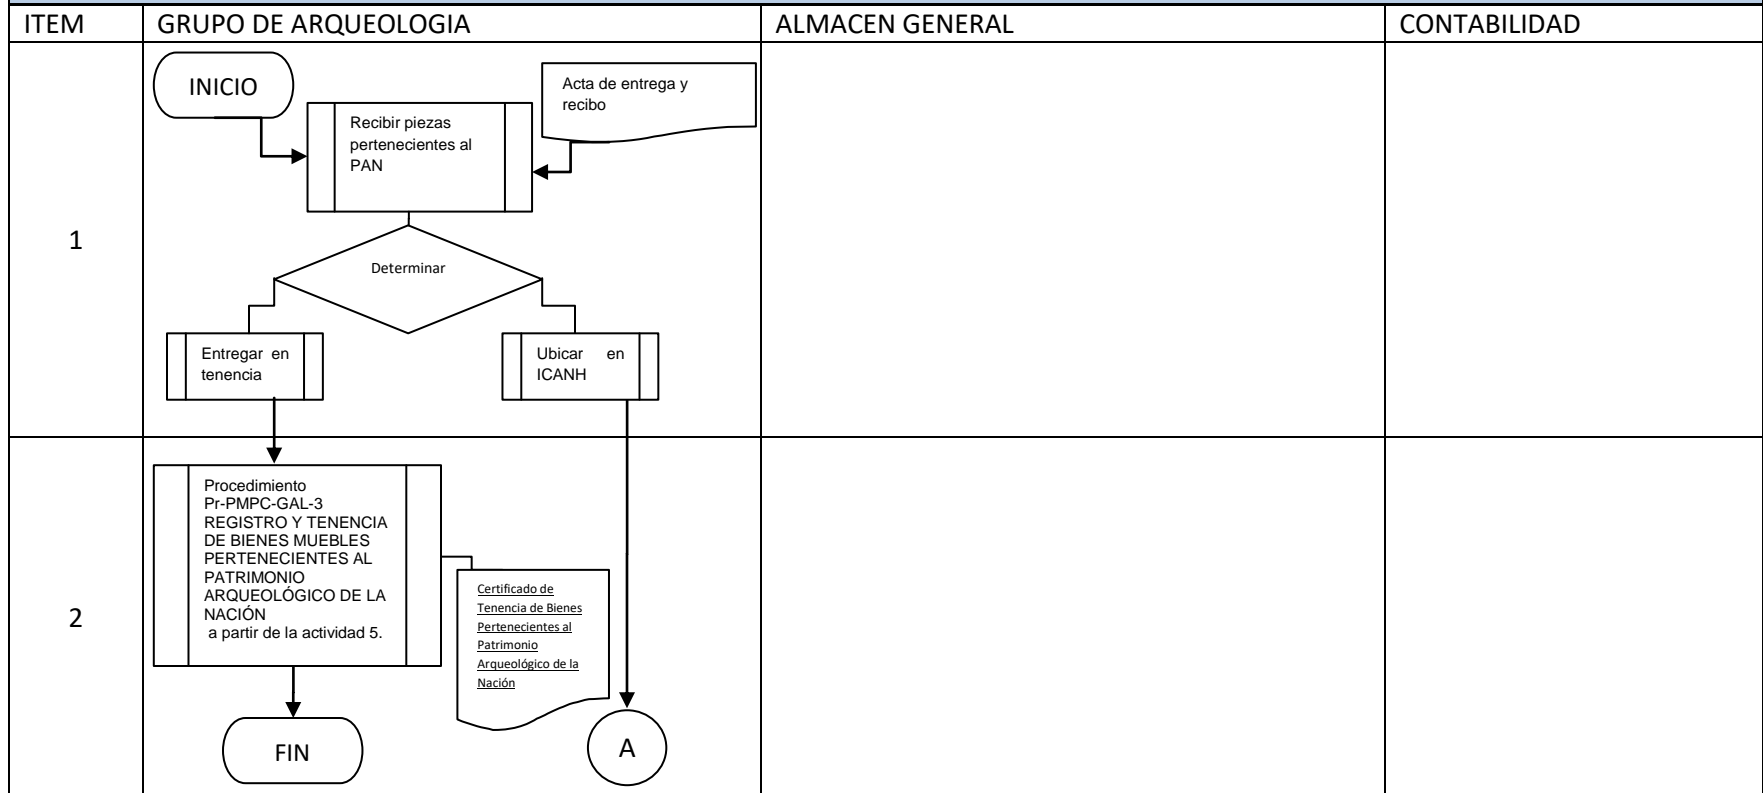 ITEM
GRUPO DE ARQUEOLOGIA
ALMACEN GENERAL
CONTABILIDAD
1
INICIO
Recibir piezas
pertenecientes al
PAN
Acta de entrega y
recibo
Determinar
Entregar en
tenencia
Ubicar en
ICANH
2
Procedimiento
Pr-PMPC-GAL-3
REGISTRO Y TENENCIA
DE BIENES MUEBLES
PERTENECIENTES AL
PATRIMONIO
ARQUEOLÓGICO DE LA
NACIÓN
a partir de la actividad 5.
Certificado de
Tenencia de Bienes
Pertenecientes al
Patrimonio
Arqueológico de la
Nación
FIN
A